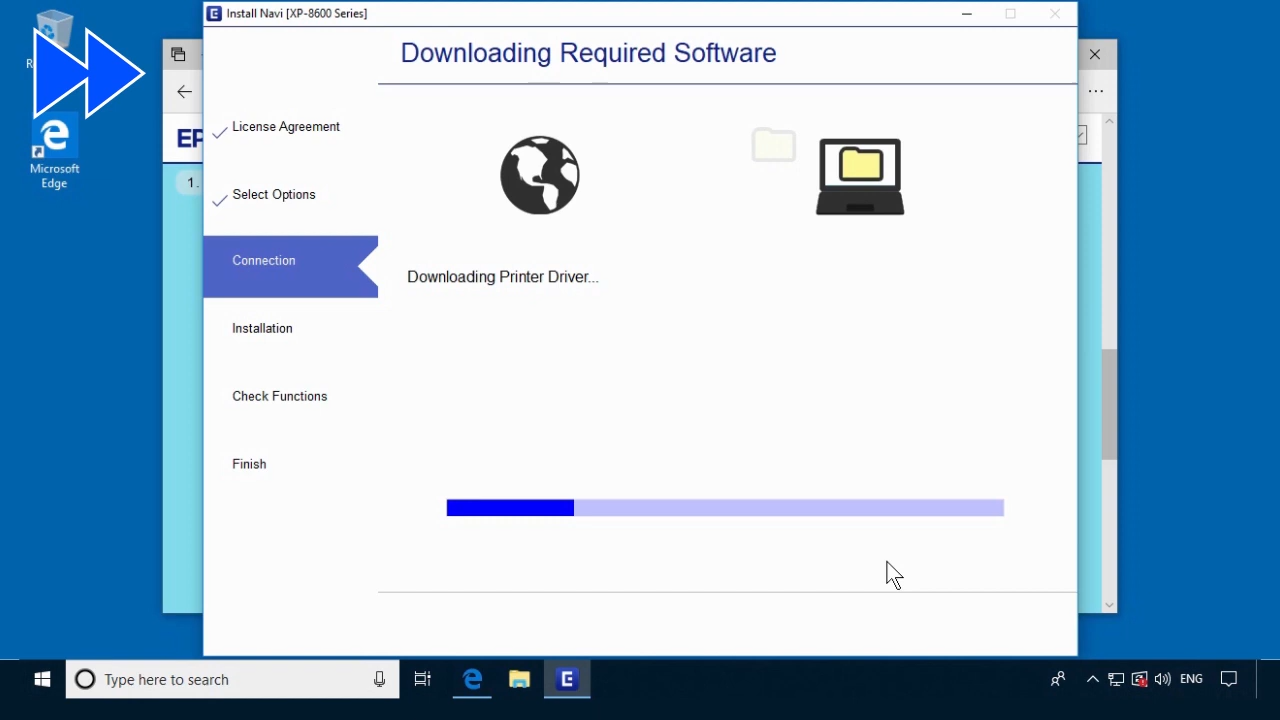 Install Navi [XP-8600 Series]
Downloading Required Software
License Agreement
Select Options
Connection
Installation
Check Functions
Finish
Downloading Printer Driver...
Microsoft
Edge
EP
1.
Type here to search
ENG